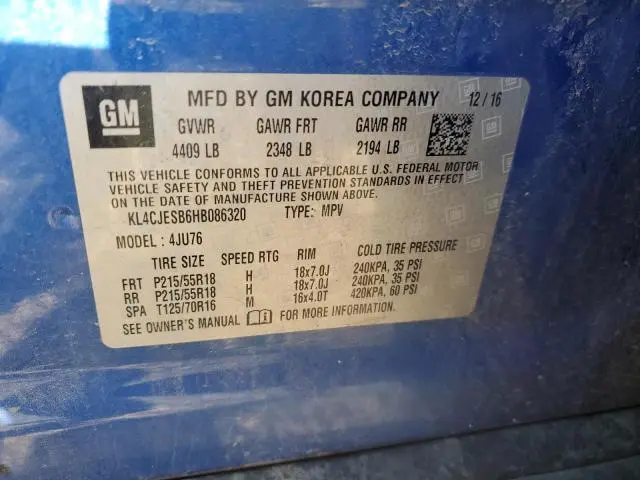 GM MFD BY GM KOREA COMPANY 12/16
GVWR GAWR FRT GAWR RR
4409 LB 2348 LB 2194 LB
THIS VEHICLE CONFORMS TO ALL APPLICABLE U.S. FEDERAL MOTOR
VEHICLE SAFETY AND THEFT PREVENTION STANDARDS IN EFFECT
ON THE DATE OF MANUFACTURE SHOWN ABOVE.
KL4CJESB6HB086320 TYPE: MPV
MODEL : 4JU76
TIRE SIZE SPEED RTG RIM COLD TIRE PRESSURE
FRT P215/55R18 H 18x7.0J 240KPA, 35 PSI
RR P215/55R18 H 18x7.0J 240KPA, 35 PSI
SPA T125/70R16 M 16x4.0T 420KPA, 60 PSI
SEE OWNER'S MANUAL FOR MORE INFORMATION.